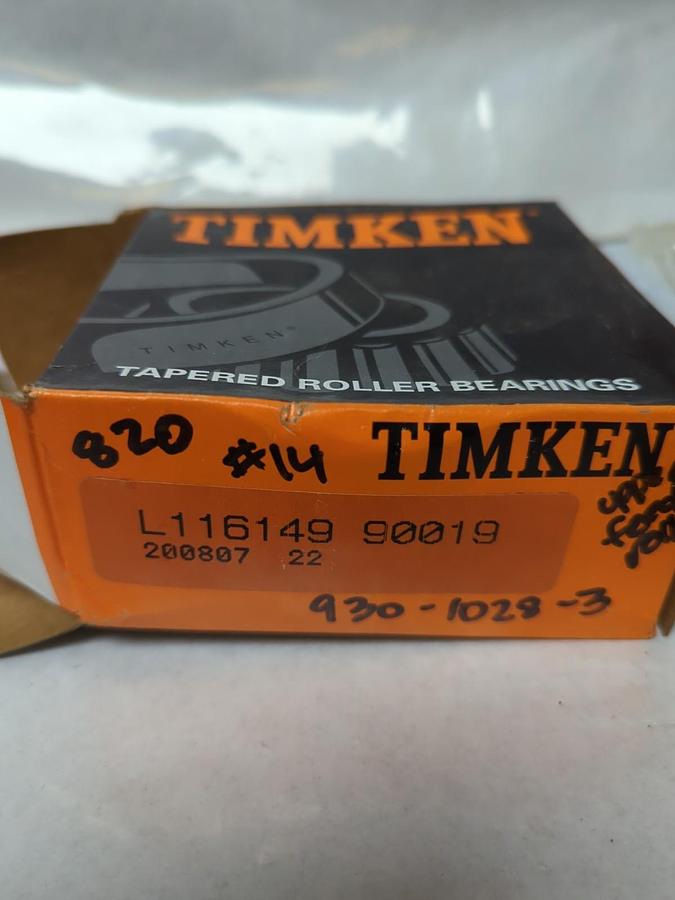 TIMKEN
TIMKEN®
TAPERED ROLLER BEARINGS
820 #14 TIMKEN
L116149 90019
200807 22
930-1028-3